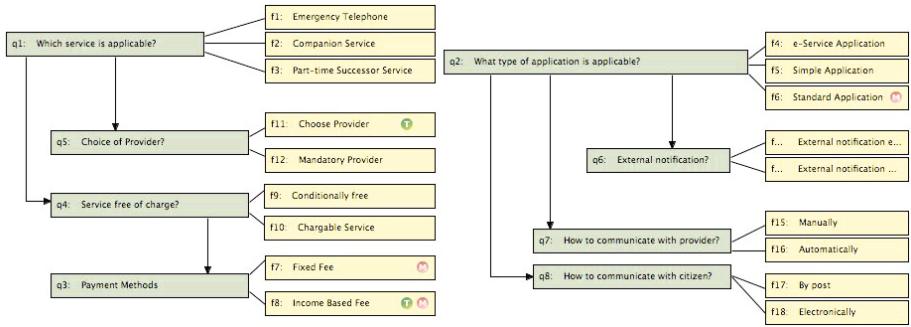 q1: Which service is applicable?
f1: Emergency Telephone
f2: Companion Service
f3: Part-time Successor Service
q5: Choice of Provider?
f11: Choose Provider T
f12: Mandatory Provider
q4: Service free of charge?
f9: Conditionally free
f10: Chargable Service
q3: Payment Methods
f7: Fixed Fee M
f8: Income Based Fee T M
q2: What type of application is applicable?
f4: e-Service Application
f5: Simple Application
f6: Standard Application M
q6: External notification?
f... External notification e...
f... External notification ...
q7: How to communicate with provider?
f15: Manually
f16: Automatically
q8: How to communicate with citizen?
f17: By post
f18: Electronically